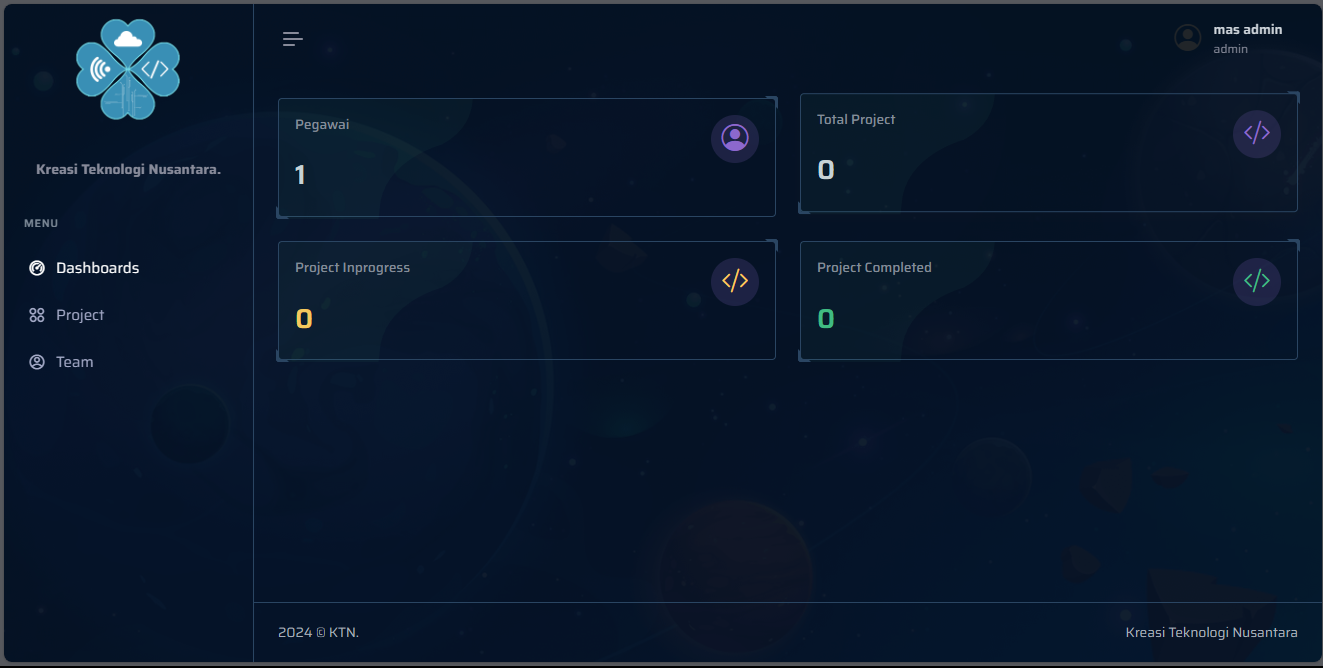 mas admin
admin
Kreasi Teknologi Nusantara.
MENU
Dashboards
Project
Team
Pegawai
1
Total Project
0
Project Inprogress
0
Project Completed
0
2024 © KTN.
Kreasi Teknologi Nusantara